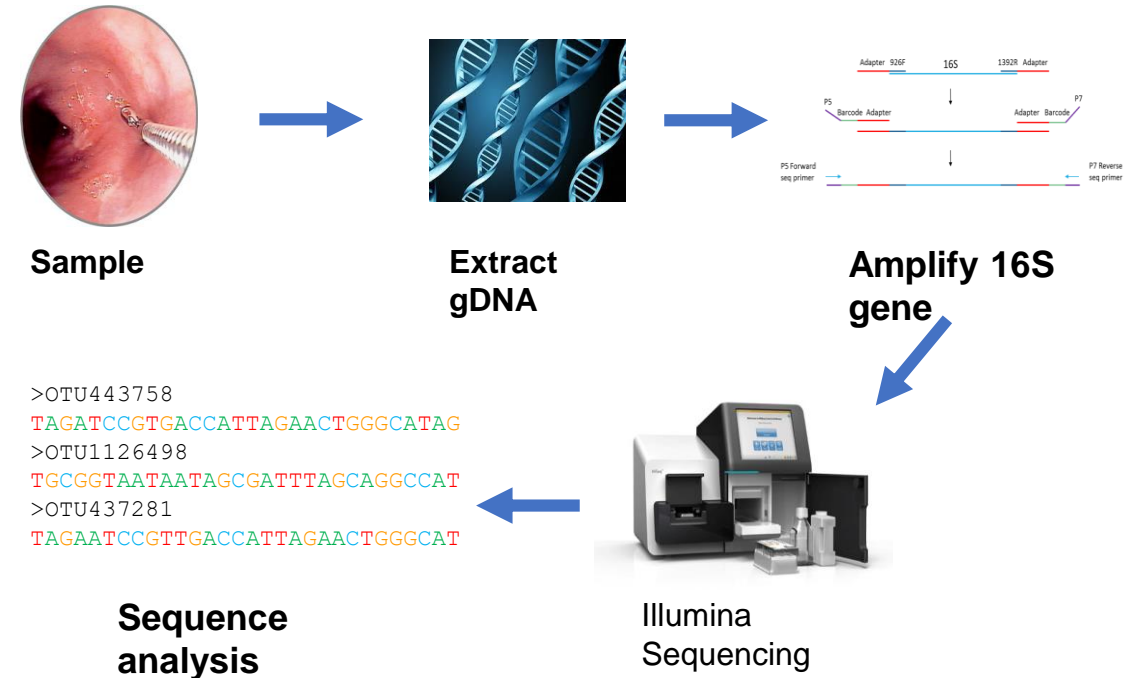 Adapter 926F 16S 1392R Adapter
P5 P7
Barcode Adapter Adapter Barcode
P5 Forward
seq primer
P7 Reverse
seq primer
Sample
Extract
gDNA
Amplify 16S
gene
>OTU443758
TAGATCCGTGACCATTAGAACTGGGCATAG
>OTU1126498
TGCGGTAATAATAGCGATTTAGCAGGCCAT
>OTU437281
TAGAATCCGTTGACCATTAGAACTGGGCAT
Sequence
analysis
Illumina
Sequencing